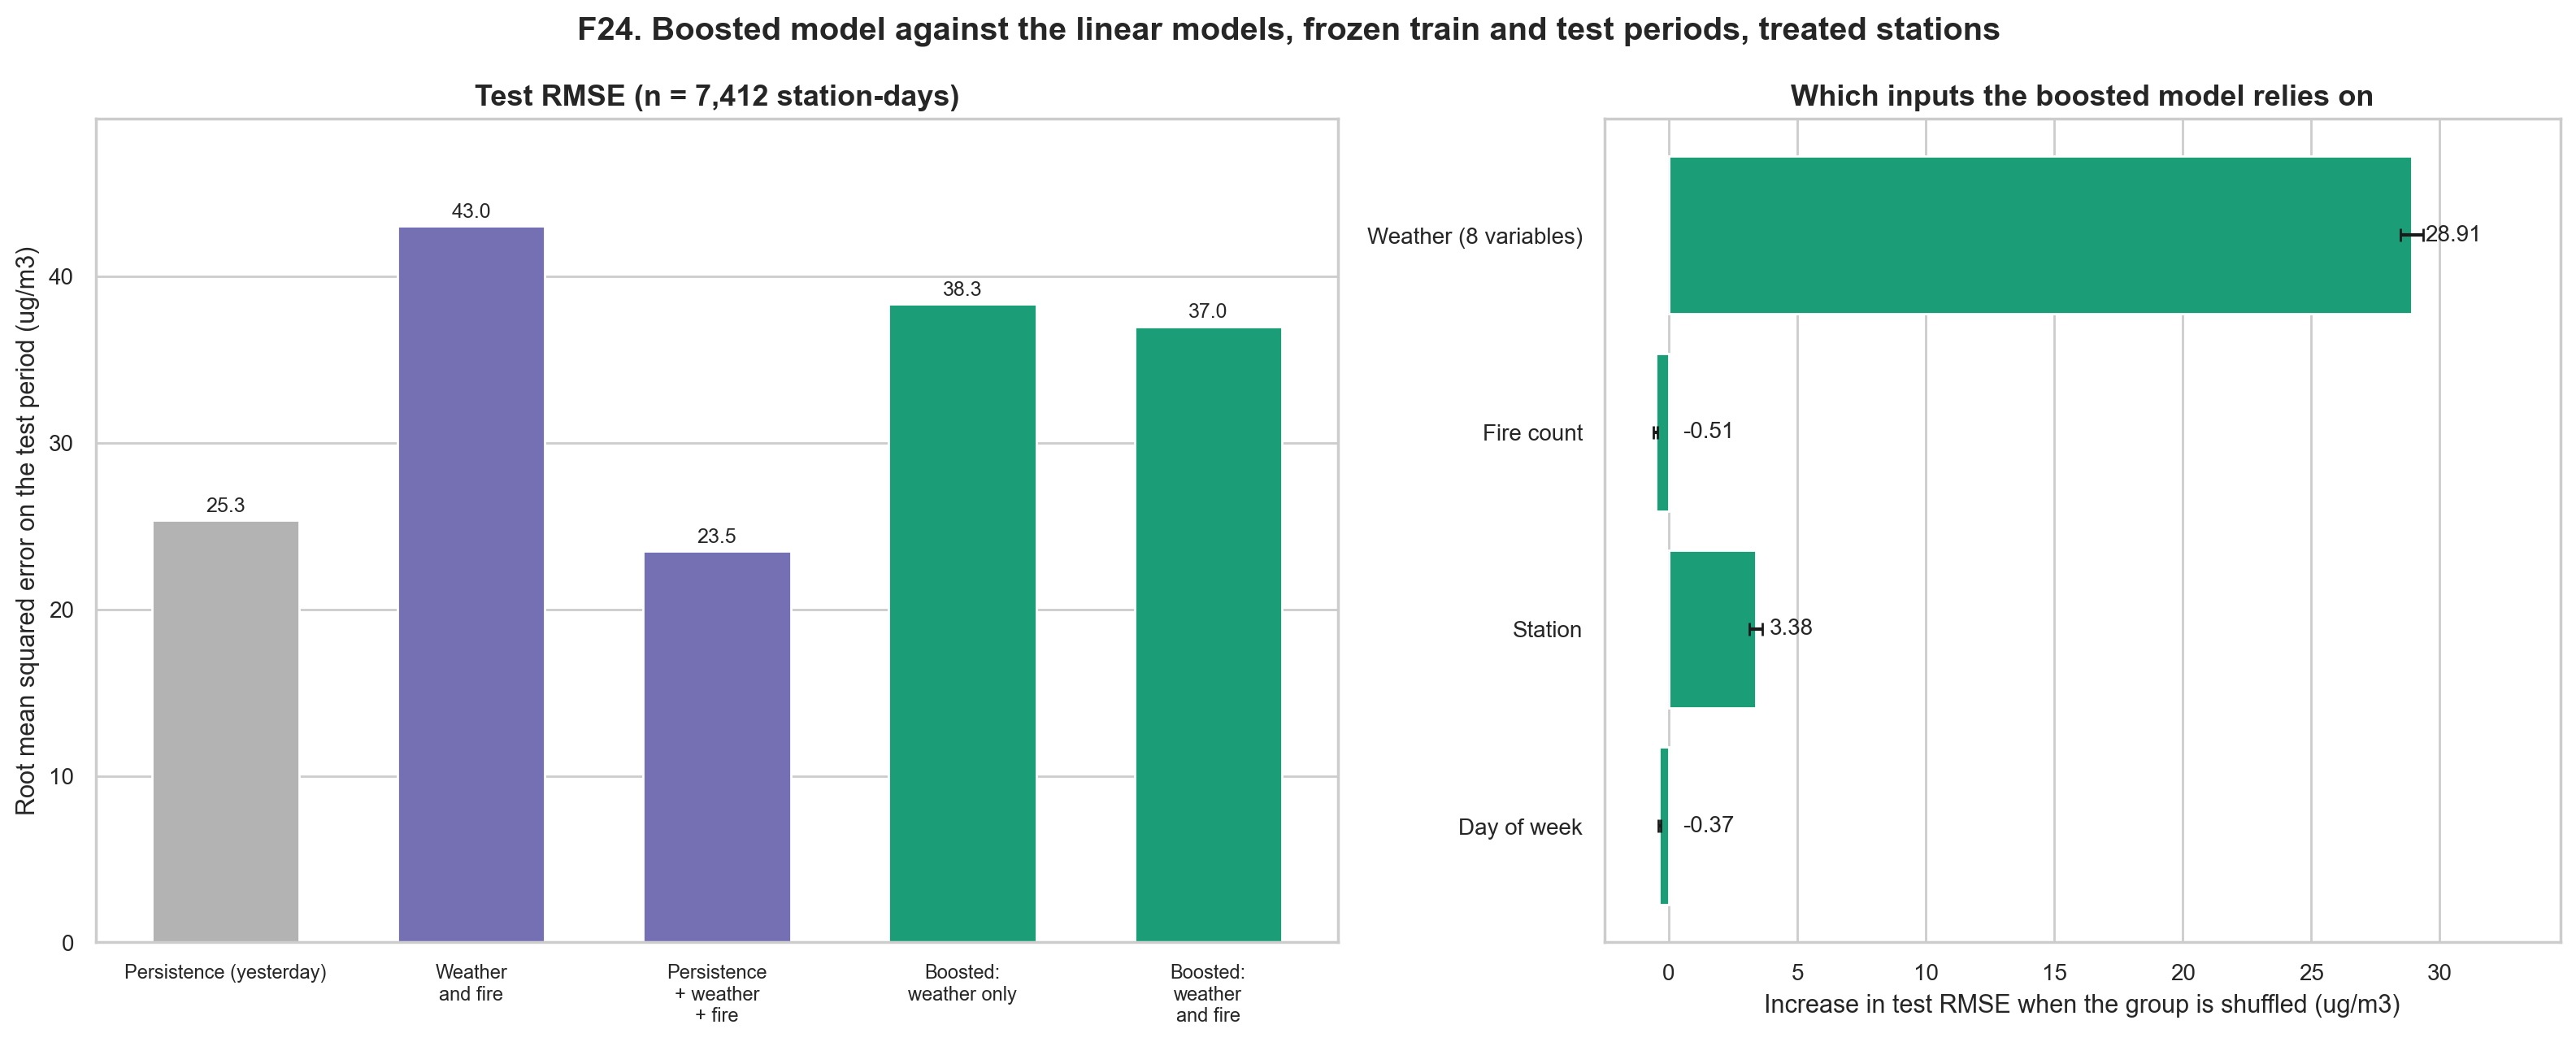 F24. Boosted model against the linear models, frozen train and test periods, treated stations
Test RMSE (n = 7,412 station-days)
Root mean squared error on the test period (ug/m3)
40
30
20
10
0
25.3
43.0
23.5
38.3
37.0
Persistence (yesterday)
Weather
and fire
Persistence
+ weather
+ fire
Boosted:
weather only
Boosted:
weather
and fire
Which inputs the boosted model relies on
Weather (8 variables)
28.91
Fire count
-0.51
Station
3.38
Day of week
-0.37
0
5
10
15
20
25
30
Increase in test RMSE when the group is shuffled (ug/m3)